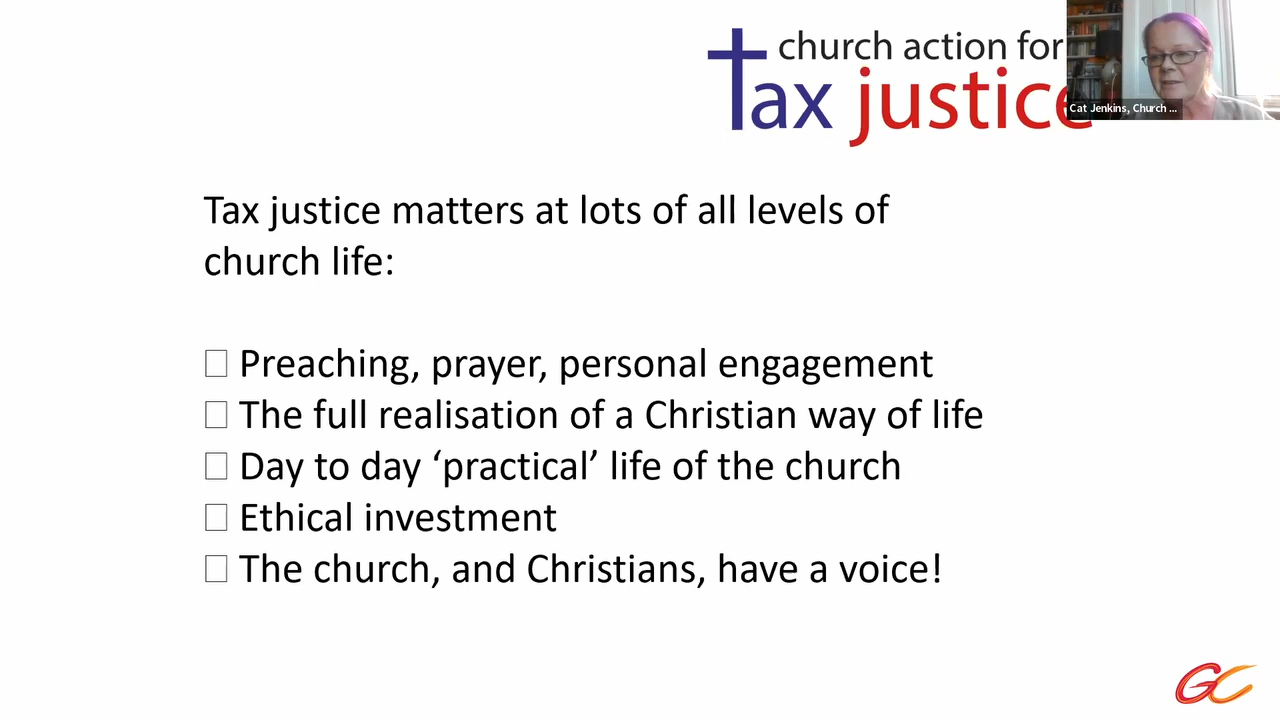 church action for
tax justice
Cat Jenkins, Church ...
Tax justice matters at lots of all levels of
church life:
Preaching, prayer, personal engagement
The full realisation of a Christian way of life
Day to day ‘practical’ life of the church
Ethical investment
The church, and Christians, have a voice!
GC